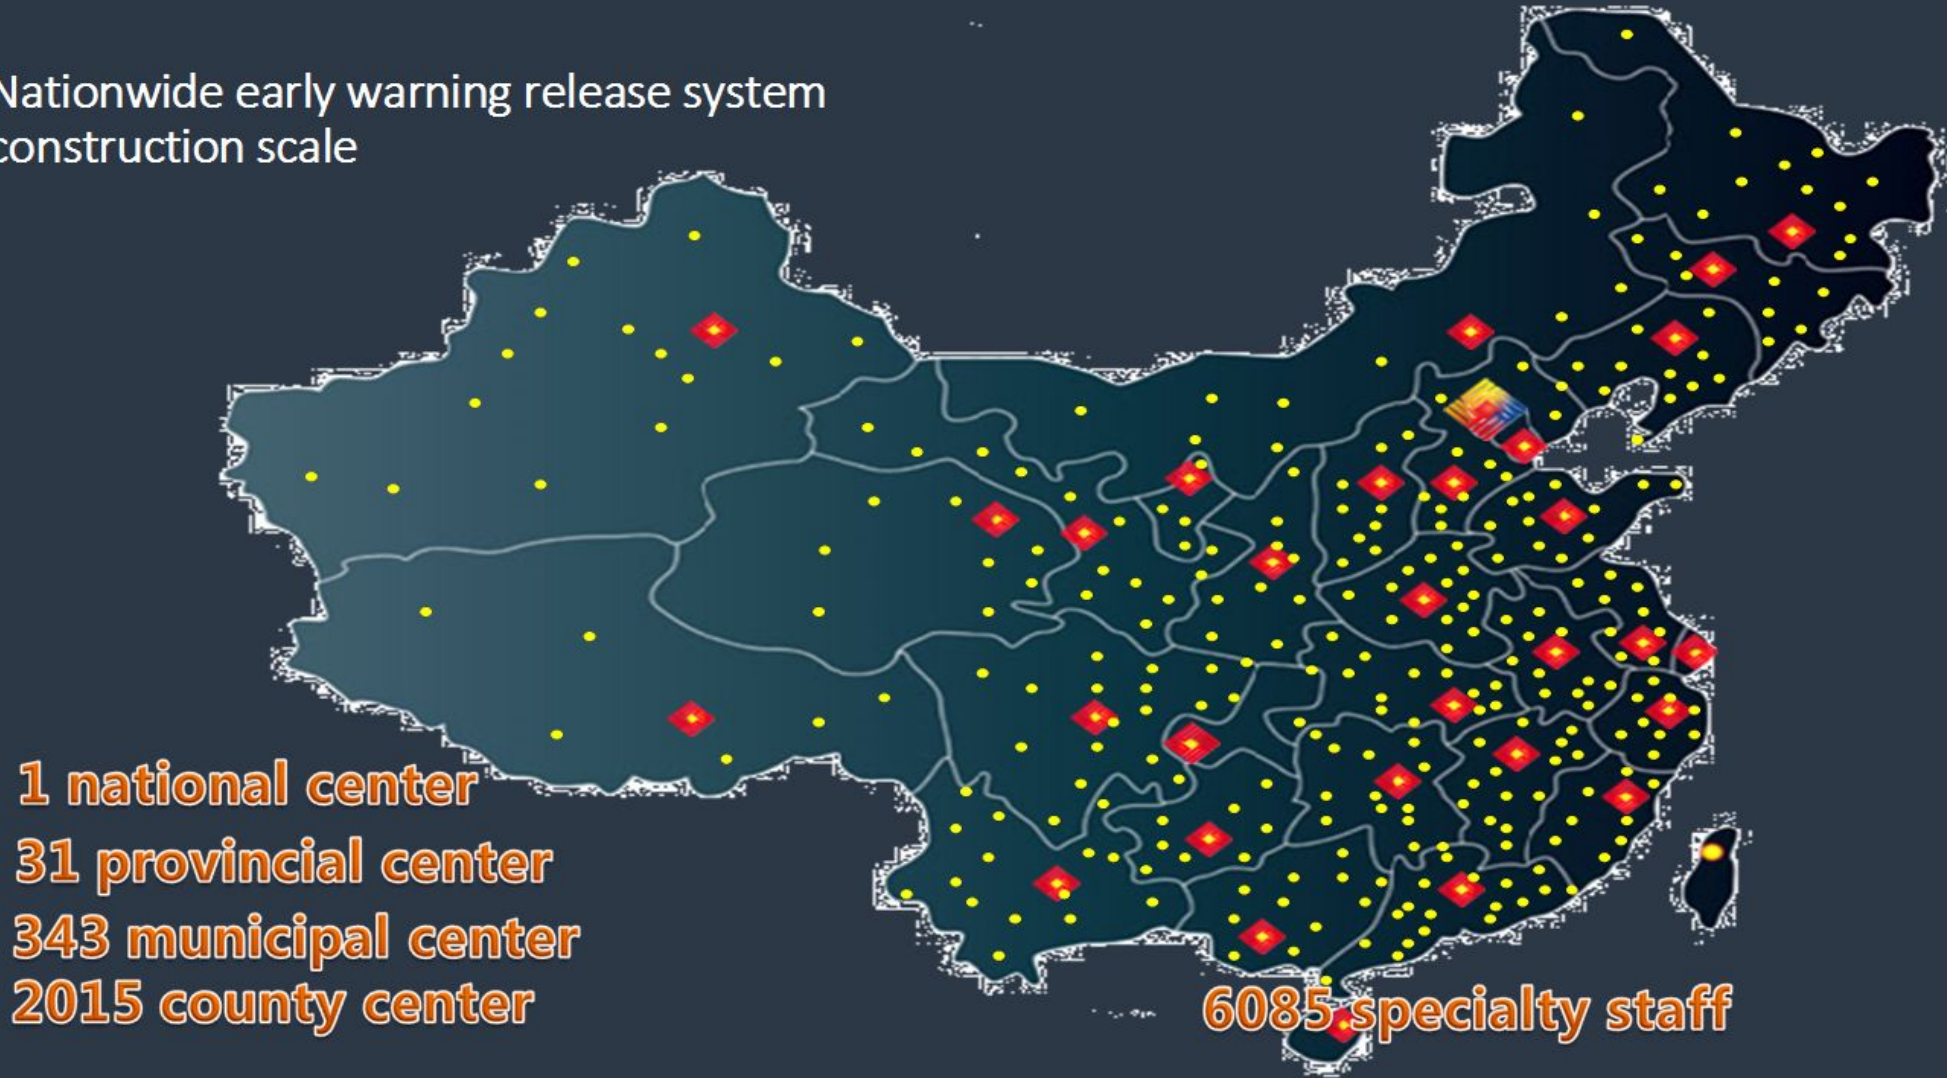 Nationwide early warning release system
construction scale
1 national center
31 provincial center
343 municipal center
2015 county center
6085 specialty staff